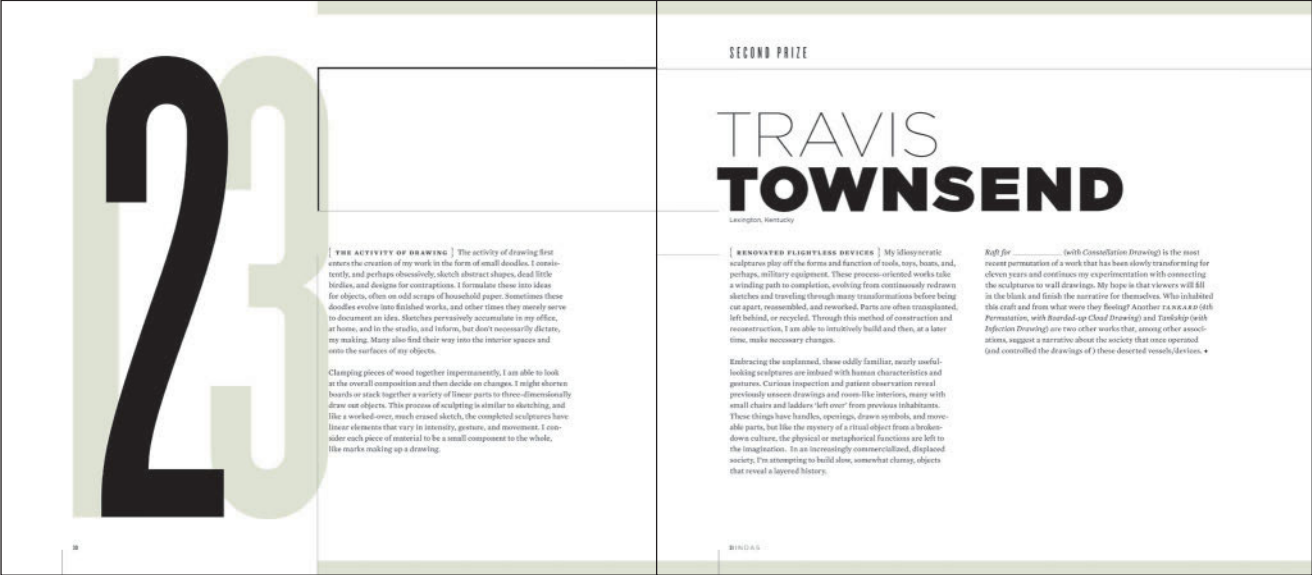 1 2 3
[ THE ACTIVITY OF DRAWING ] The activity of drawing first
enters the creation of my work in the form of small doodles. I consis-
tently, and perhaps obsessively, sketch abstract shapes, dead little
birdies, and designs for contraptions. I formulate these into ideas
for objects, often on odd scraps of household paper. Sometimes these
doodles evolve into finished works, and other times they merely serve
to document an idea. Sketches pervasively accumulate in my office,
at home, and in the studio, and inform, but don't necessarily dictate,
my making. Many also find their way into the interior spaces and
onto the surfaces of my objects.
Clamping pieces of wood together impermanently, I am able to look
at the overall composition and then decide on changes. I might shorten
boards or stack together a variety of linear parts to three-dimensionally
draw out objects. This process of sculpting is similar to sketching, and
like a worked-over, much erased sketch, the completed sculptures have
linear elements that vary in intensity, gesture, and movement. I con-
sider each piece of material to be a small component to the whole,
like marks making up a drawing.
SECOND PRIZE
TRAVIS
TOWNSEND
Lexington, Kentucky
[ RENOVATED FLIGHTLESS DEVICES ] My idiosyncratic
sculptures play off the forms and function of tools, toys, boats, and,
perhaps, military equipment. These process-oriented works take
a winding path to completion, evolving from continuously redrawn
sketches and traveling through many transformations before being
cut apart, reassembled, and reworked. Parts are often transplanted,
left behind, or recycled. Through this method of construction and
reconstruction, I am able to intuitively build and then, at a later
time, make necessary changes.
Embracing the unplanned, these oddly familiar, nearly useful-
looking sculptures are imbued with human characteristics and
gestures. Curious inspection and patient observation reveal
previously unseen drawings and room-like interiors, many with
small chairs and ladders 'left over' from previous inhabitants.
These things have handles, openings, drawn symbols, and move-
able parts, but like the mystery of a ritual object from a broken-
down culture, the physical or metaphorical functions are left to
the imagination. In an increasingly commercialized, displaced
society, I'm attempting to build slow, somewhat clumsy, objects
that reveal a layered history.
Raft for ____________ (with Constellation Drawing) is the most
recent permutation of a work that has been slowly transforming for
eleven years and continues my experimentation with connecting
the sculptures to wall drawings. My hope is that viewers will fill
in the blank and finish the narrative for themselves. Who inhabited
this craft and from what were they fleeing? Another TANKARD (6th
Permutation, with Boarded-up Cloud Drawing) and Tankship (with
Infection Drawing) are two other works that, among other associ-
ations, suggest a narrative about the society that once operated
(and controlled the drawings of ) these deserted vessels/devices. •